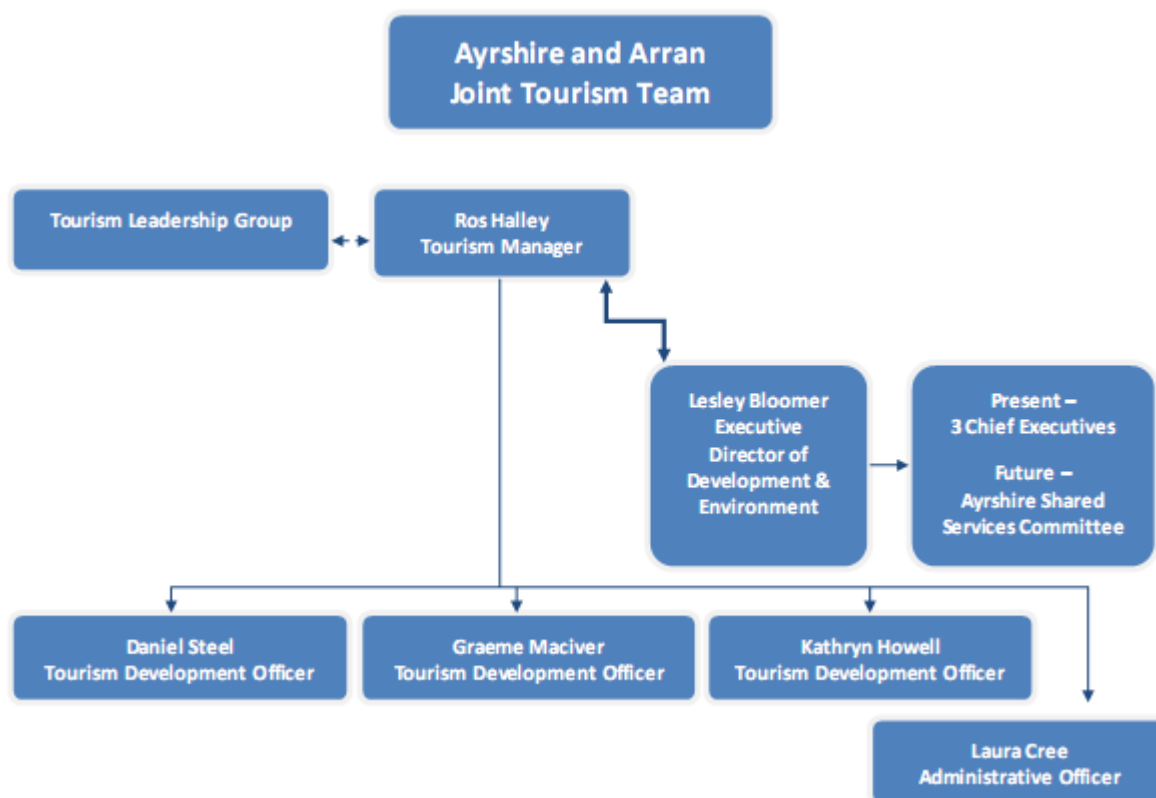 Ayrshire and Arran
Joint Tourism Team
Tourism Leadership Group
Ros Halley
Tourism Manager
Lesley Bloomer
Executive
Director of
Development &
Environment
Present –
3 Chief Executives
Future –
Ayrshire Shared
Services Committee
Daniel Steel
Tourism Development Officer
Graeme Maciver
Tourism Development Officer
Kathryn Howell
Tourism Development Officer
Laura Cree
Administrative Officer